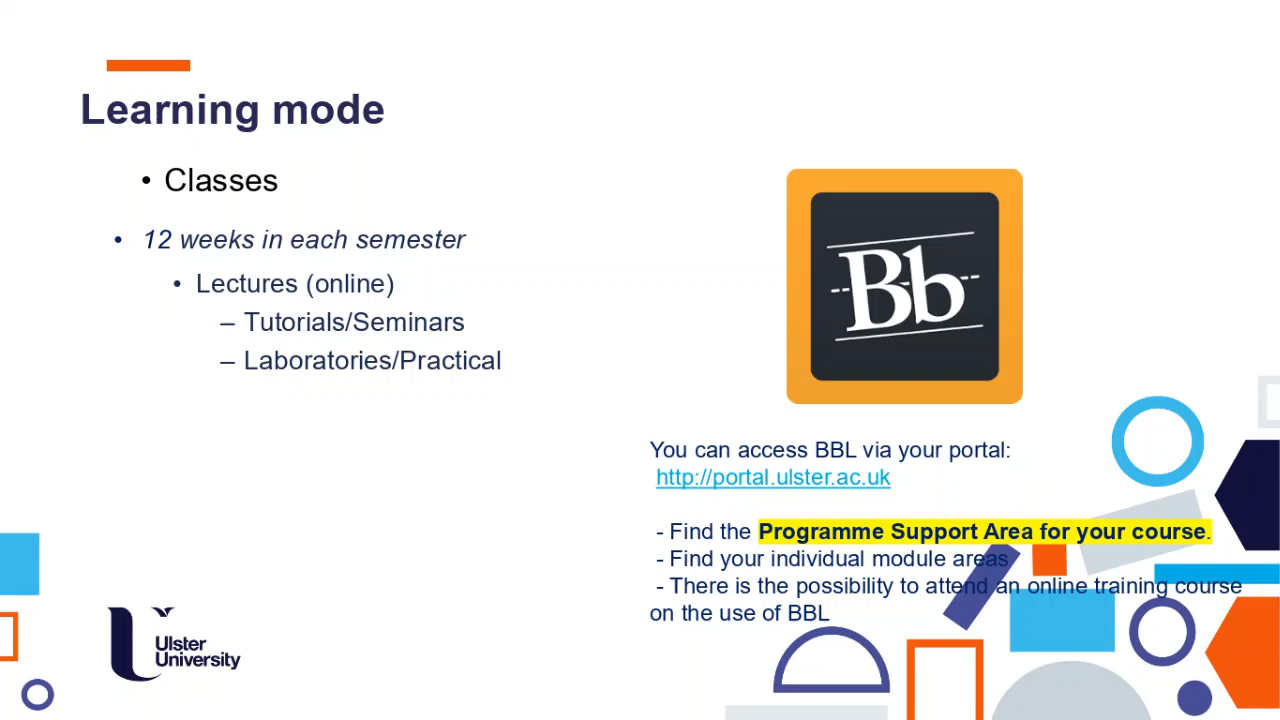 Learning mode
• Classes
• 12 weeks in each semester
• Lectures (online)
– Tutorials/Seminars
– Laboratories/Practical
Bb
You can access BBL via your portal:
http://portal.ulster.ac.uk
- Find the Programme Support Area for your course.
- Find your individual module areas
- There is the possibility to attend an online training course
on the use of BBL
Ulster
University